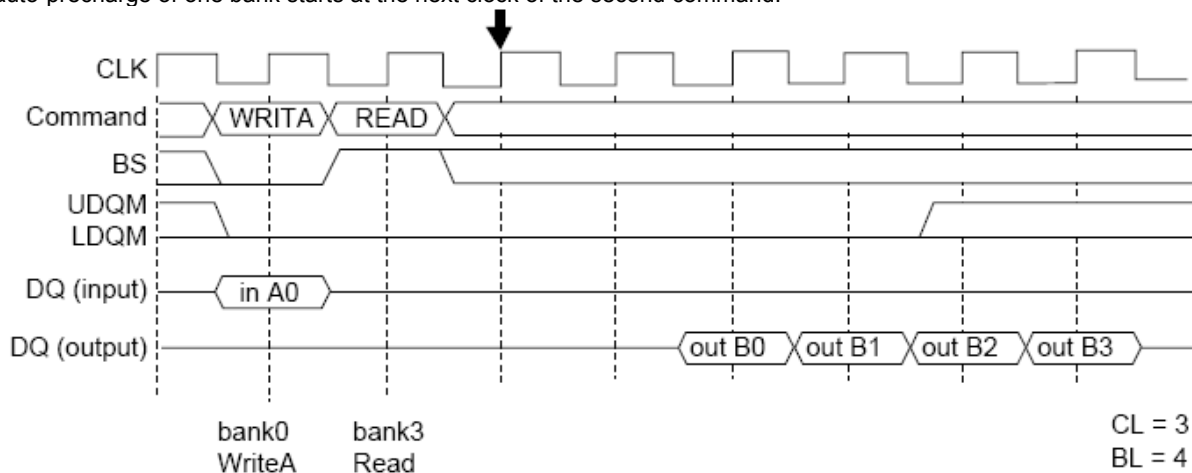 auto-precharge of one bank starts at the next clock of the second command.
CLK
Command WRITA READ
BS
UDQM
LDQM
DQ (input) in A0
DQ (output) out B0 out B1 out B2 out B3
bank0 bank3 CL = 3
WriteA Read BL = 4